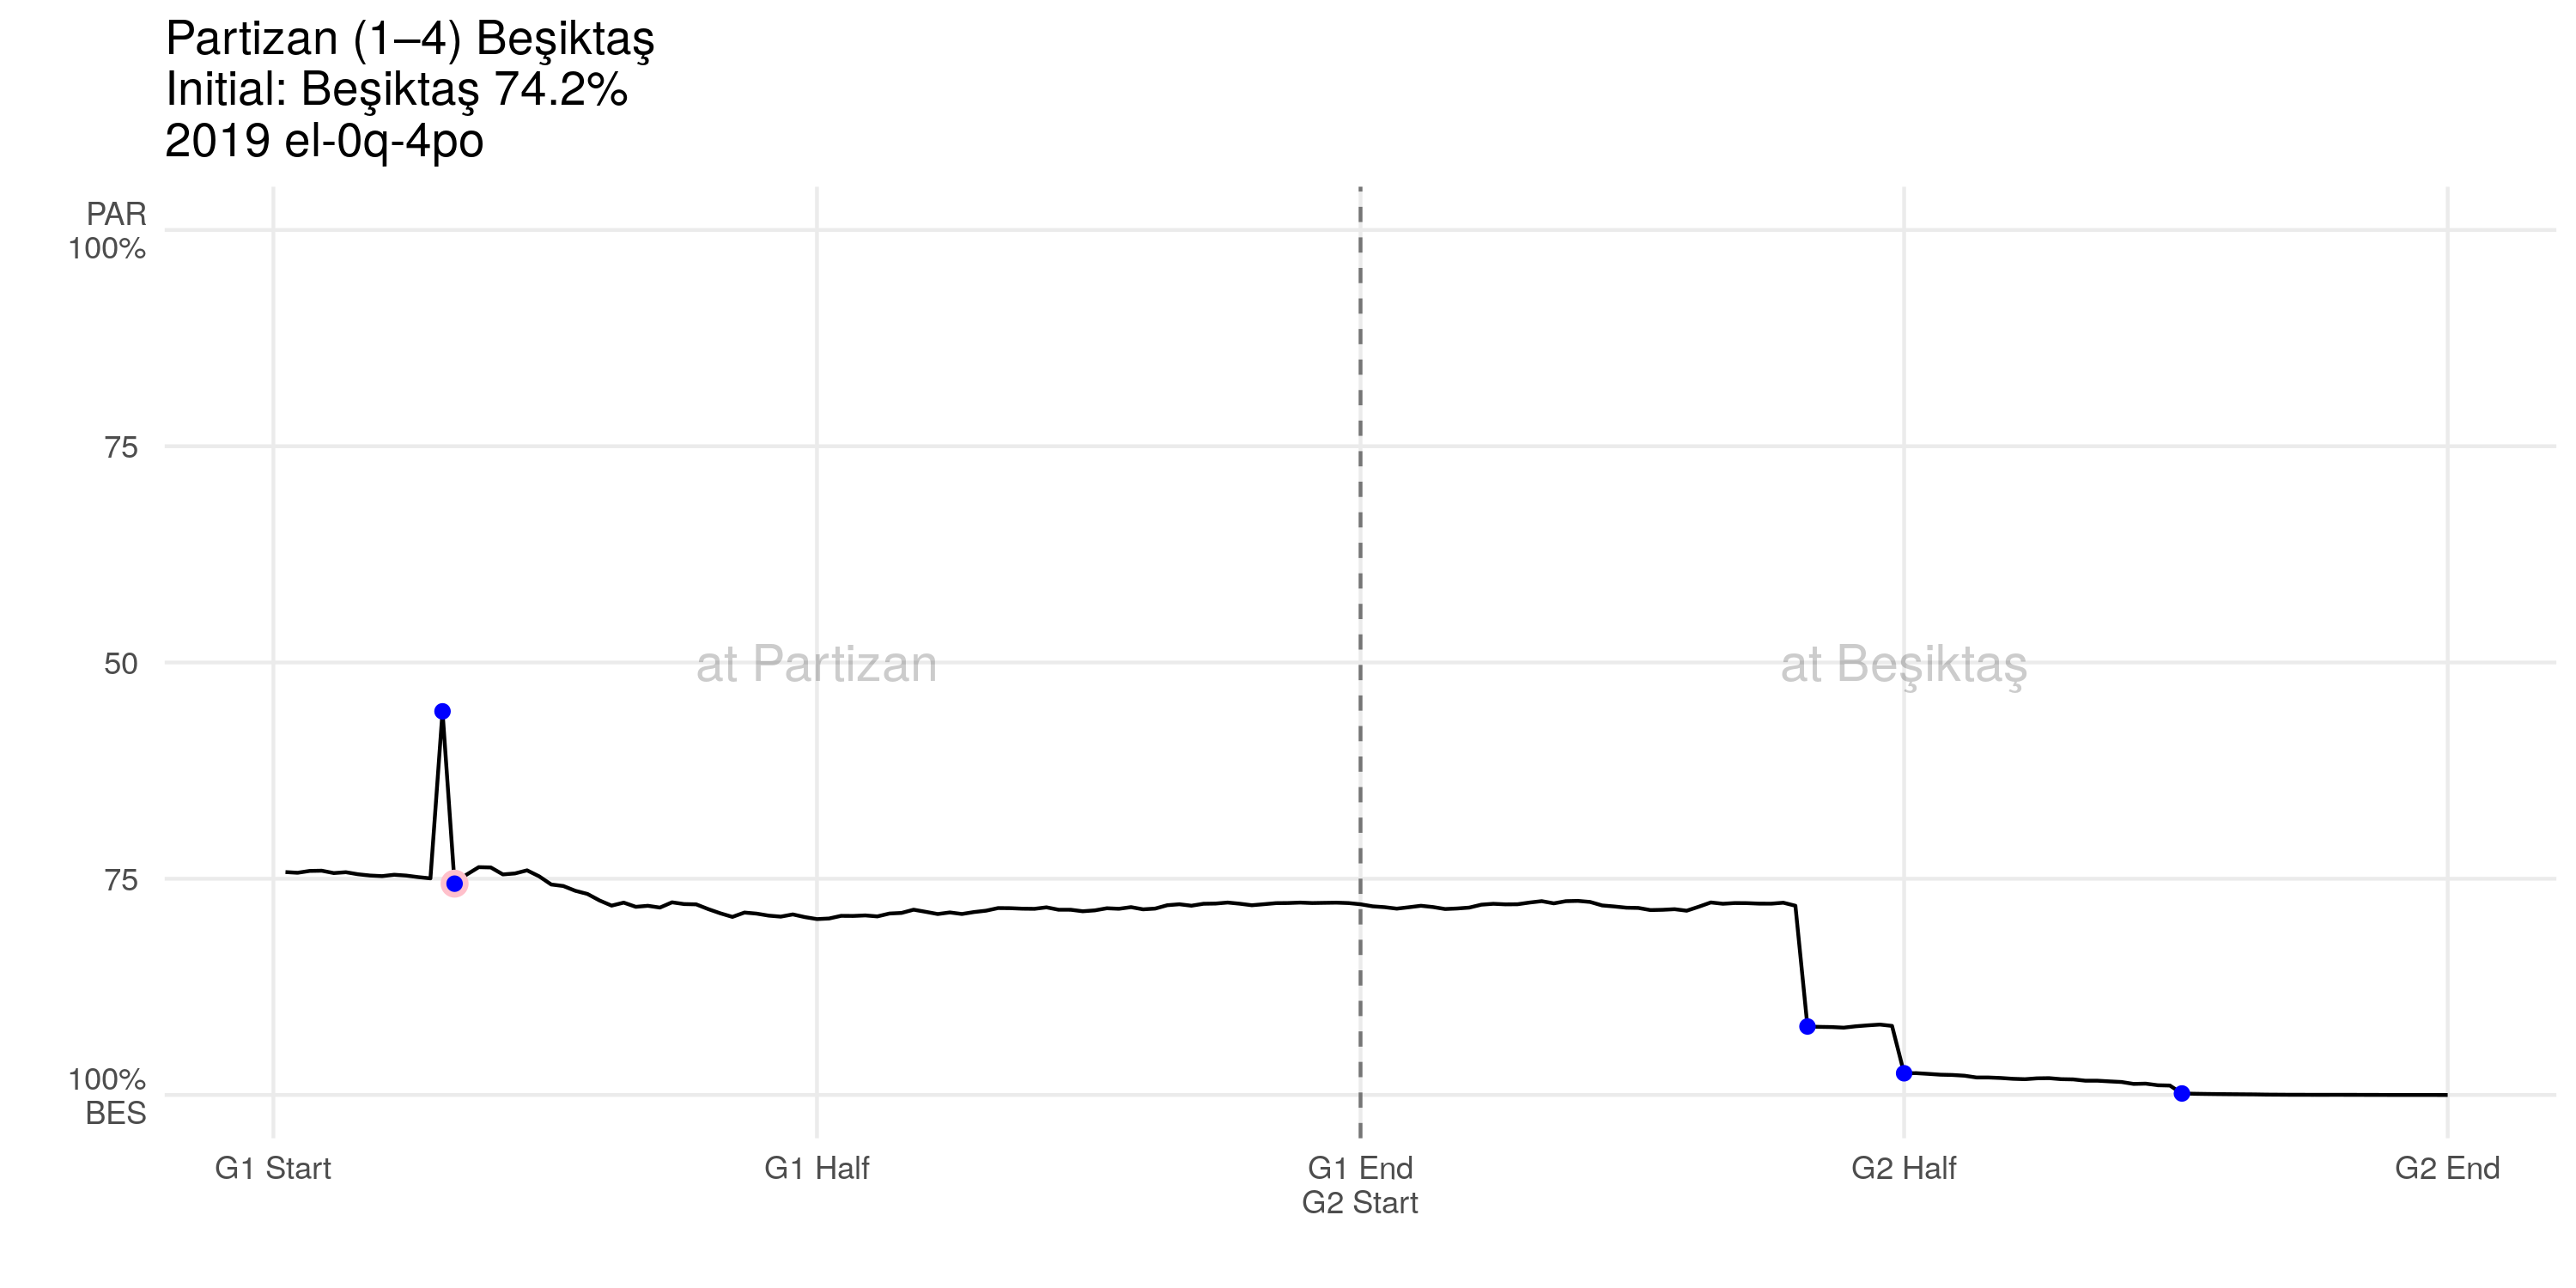 Partizan (1–4) Beşiktaş
Initial: Beşiktaş 74.2%
2019 el-0q-4po
PAR
100%
75
50
75
100%
BES
at Partizan
at Beşiktaş
G1 Start
G1 Half
G1 End
G2 Start
G2 Half
G2 End